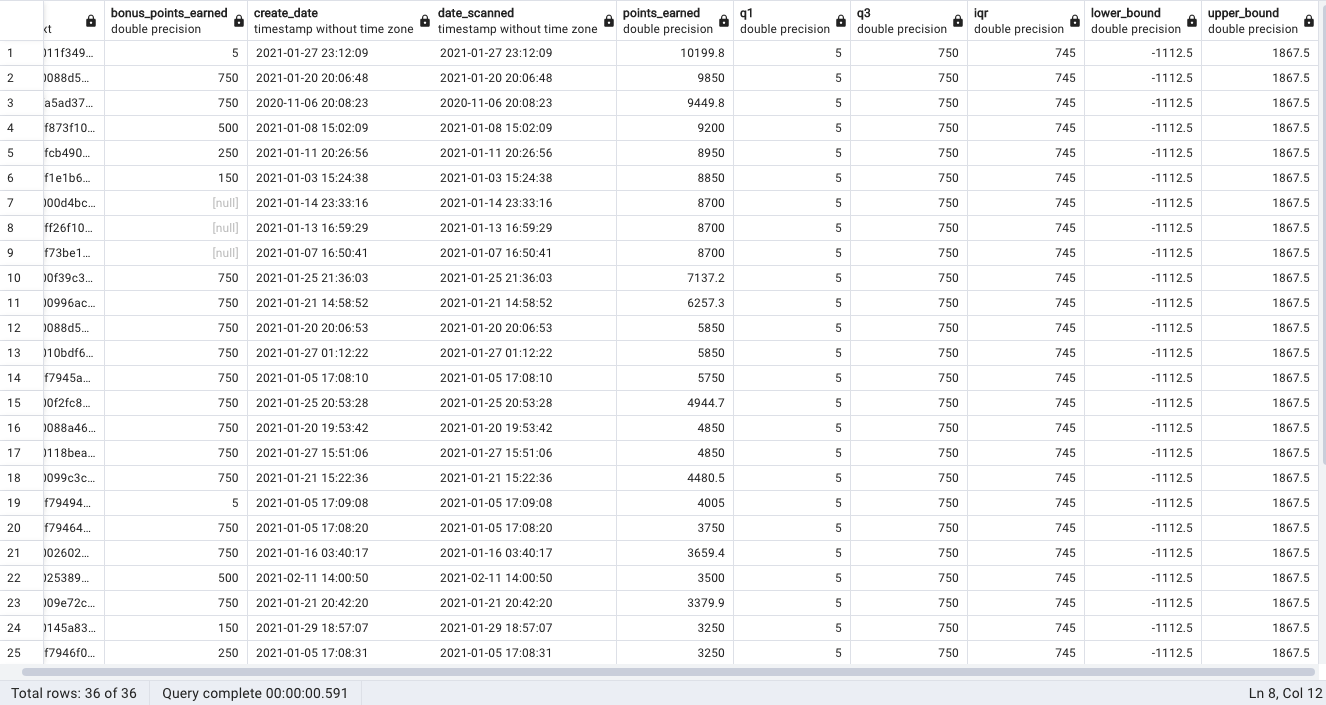 bonus_points_earned create_date date_scanned points_earned q1 q3 iqr lower_bound upper_bound
xt double precision timestamp without time zone timestamp without time zone double precision double precision double precision double precision double precision double precision
1 011f349... 5 2021-01-27 23:12:09 2021-01-27 23:12:09 10199.8 5 750 745 -1112.5 1867.5
2 0088d5... 750 2021-01-20 20:06:48 2021-01-20 20:06:48 9850 5 750 745 -1112.5 1867.5
3 a5ad37... 750 2020-11-06 20:08:23 2020-11-06 20:08:23 9449.8 5 750 745 -1112.5 1867.5
4 f873f10... 500 2021-01-08 15:02:09 2021-01-08 15:02:09 9200 5 750 745 -1112.5 1867.5
5 fcb490... 250 2021-01-11 20:26:56 2021-01-11 20:26:56 8950 5 750 745 -1112.5 1867.5
6 f1e1b6... 150 2021-01-03 15:24:38 2021-01-03 15:24:38 8850 5 750 745 -1112.5 1867.5
7 000d4bc... [null] 2021-01-14 23:33:16 2021-01-14 23:33:16 8700 5 750 745 -1112.5 1867.5
8 ff26f10... [null] 2021-01-13 16:59:29 2021-01-13 16:59:29 8700 5 750 745 -1112.5 1867.5
9 f73be1... [null] 2021-01-07 16:50:41 2021-01-07 16:50:41 8700 5 750 745 -1112.5 1867.5
10 00f39c3... 750 2021-01-25 21:36:03 2021-01-25 21:36:03 7137.2 5 750 745 -1112.5 1867.5
11 00996ac... 750 2021-01-21 14:58:52 2021-01-21 14:58:52 6257.3 5 750 745 -1112.5 1867.5
12 0088d5... 750 2021-01-20 20:06:53 2021-01-20 20:06:53 5850 5 750 745 -1112.5 1867.5
13 010bdf6... 750 2021-01-27 01:12:22 2021-01-27 01:12:22 5850 5 750 745 -1112.5 1867.5
14 f7945a... 750 2021-01-05 17:08:10 2021-01-05 17:08:10 5750 5 750 745 -1112.5 1867.5
15 00f2fc8... 750 2021-01-25 20:53:28 2021-01-25 20:53:28 4944.7 5 750 745 -1112.5 1867.5
16 0088a46... 750 2021-01-20 19:53:42 2021-01-20 19:53:42 4850 5 750 745 -1112.5 1867.5
17 0118bea... 750 2021-01-27 15:51:06 2021-01-27 15:51:06 4850 5 750 745 -1112.5 1867.5
18 0099c3c... 750 2021-01-21 15:22:36 2021-01-21 15:22:36 4480.5 5 750 745 -1112.5 1867.5
19 f79494... 5 2021-01-05 17:09:08 2021-01-05 17:09:08 4005 5 750 745 -1112.5 1867.5
20 f79464... 750 2021-01-05 17:08:20 2021-01-05 17:08:20 3750 5 750 745 -1112.5 1867.5
21 002602... 750 2021-01-16 03:40:17 2021-01-16 03:40:17 3659.4 5 750 745 -1112.5 1867.5
22 025389... 500 2021-02-11 14:00:50 2021-02-11 14:00:50 3500 5 750 745 -1112.5 1867.5
23 009e72c... 750 2021-01-21 20:42:20 2021-01-21 20:42:20 3379.9 5 750 745 -1112.5 1867.5
24 0145a83... 150 2021-01-29 18:57:07 2021-01-29 18:57:07 3250 5 750 745 -1112.5 1867.5
25 f7946f0... 250 2021-01-05 17:08:31 2021-01-05 17:08:31 3250 5 750 745 -1112.5 1867.5
Total rows: 36 of 36 Query complete 00:00:00.591 Ln 8, Col 12